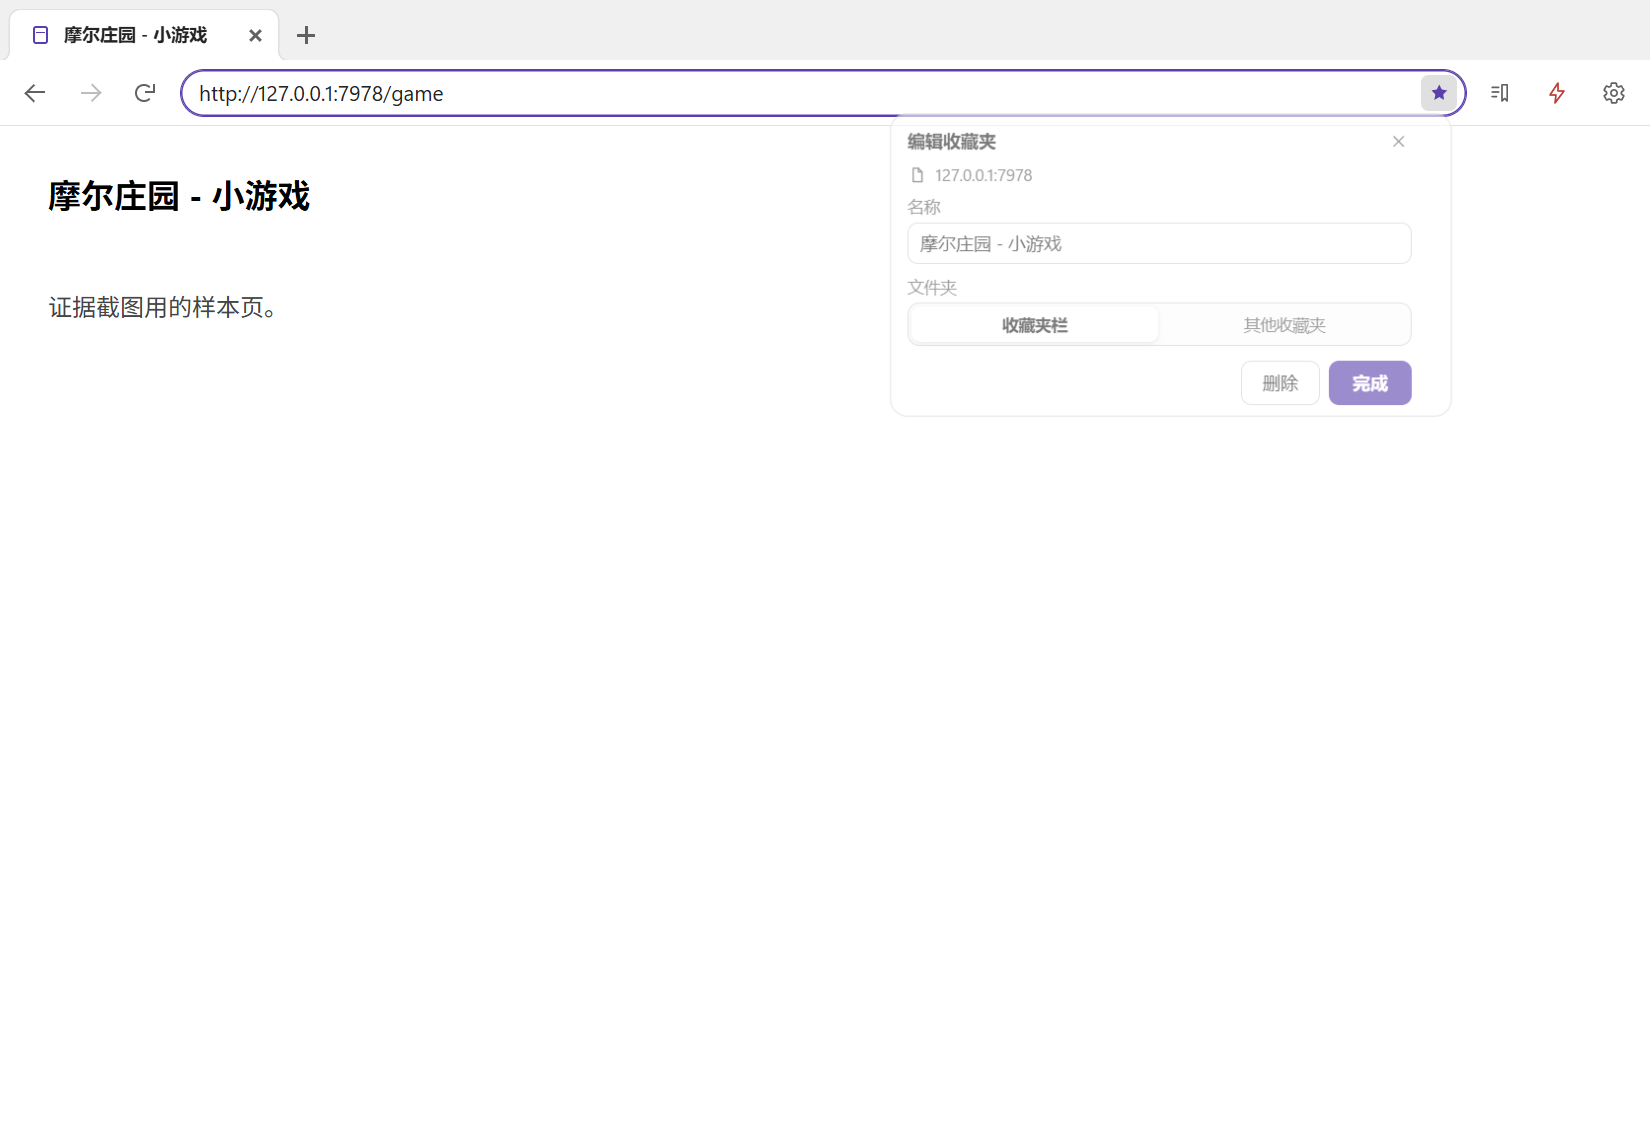 摩尔庄园 - 小游戏
http://127.0.0.1:7978/game
编辑收藏夹
127.0.0.1:7978
名称
摩尔庄园 - 小游戏
文件夹
收藏夹栏 其他收藏夹
删除 完成
摩尔庄园 - 小游戏
证据截图用的样本页。